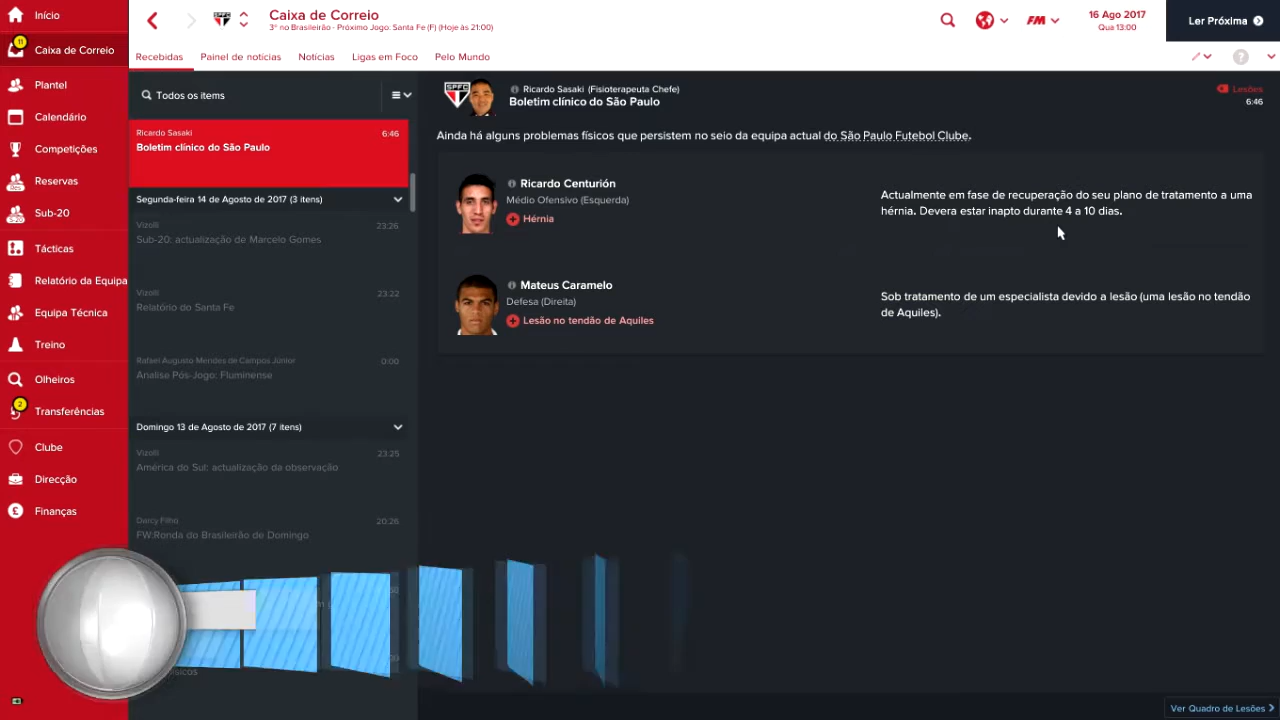 Início
Caixa de Correio
11
Plantel
Calendário
Competições
Reservas
Res
Sub-20
S-20
Tácticas
Relatório da Equipa
Equipa Técnica
Treino
Olheiros
Transferências
2
Clube
Direcção
Finanças
SPFC
Caixa de Correio
3º no Brasileirão - Próximo Jogo: Santa Fe (F) (Hoje às 21:00)
FM
16 Ago 2017
Qua 13:00
Ler Próxima
Recebidas
Painel de notícias
Notícias
Ligas em Foco
Pelo Mundo
?
Todos os itens
Ricardo Sasaki 6:46
Boletim clínico do São Paulo
Segunda-feira 14 de Agosto de 2017 (3 itens)
Vizolli 23:26
Sub-20: actualização de Marcelo Gomes
Vizolli 23:22
Relatório do Santa Fe
Rafael Augusto Mendes de Campos Júnior 0:00
Analise Pós-Jogo: Fluminense
Domingo 13 de Agosto de 2017 (7 itens)
Vizolli 23:25
América do Sul: actualização da observação
Darcy Filho 20:26
FW:Ronda do Brasileirão de Domingo
SPFC
Ricardo Sasaki (Fisioterapeuta Chefe)
Boletim clínico do São Paulo
Lesões
6:46
Ainda há alguns problemas físicos que persistem no seio da equipa actual do São Paulo Futebol Clube.
Ricardo Centurión
Médio Ofensivo (Esquerda)
Hérnia
Actualmente em fase de recuperação do seu plano de tratamento a uma
hérnia. Devera estar inapto durante 4 a 10 dias.
Mateus Caramelo
Defesa (Direita)
Lesão no tendão de Aquiles
Sob tratamento de um especialista devido a lesão (uma lesão no tendão
de Aquiles).
Ver Quadro de Lesões